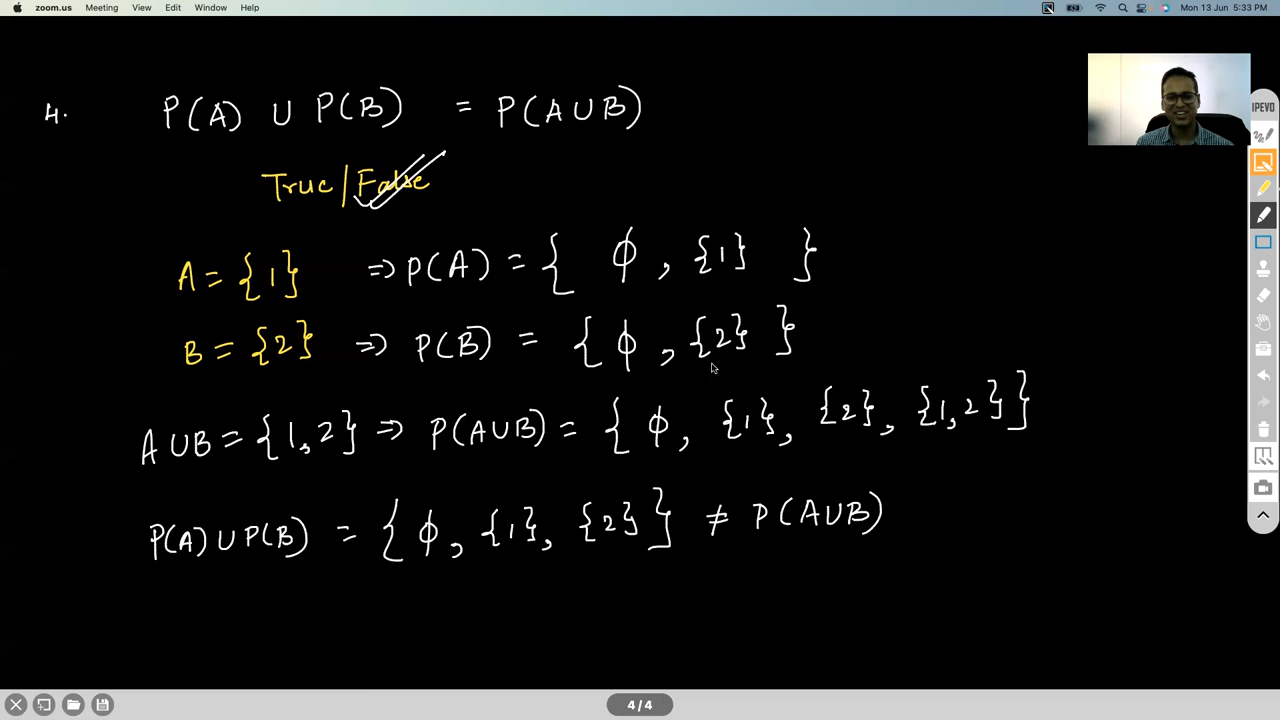 zoom.us Meeting View Edit Window Help Mon 13 Jun 5:33 PM
4. P(A) ∪ P(B) = P(A∪B)
True/False
A = {1} ⇒ P(A) = { ϕ, {1} }
B = {2} ⇒ P(B) = { ϕ, {2} }
A∪B = {1,2} ⇒ P(A∪B) = { ϕ, {1}, {2}, {1,2} }
P(A)∪P(B) = { ϕ, {1}, {2} } ≠ P(A∪B)
IPEVO
4 / 4